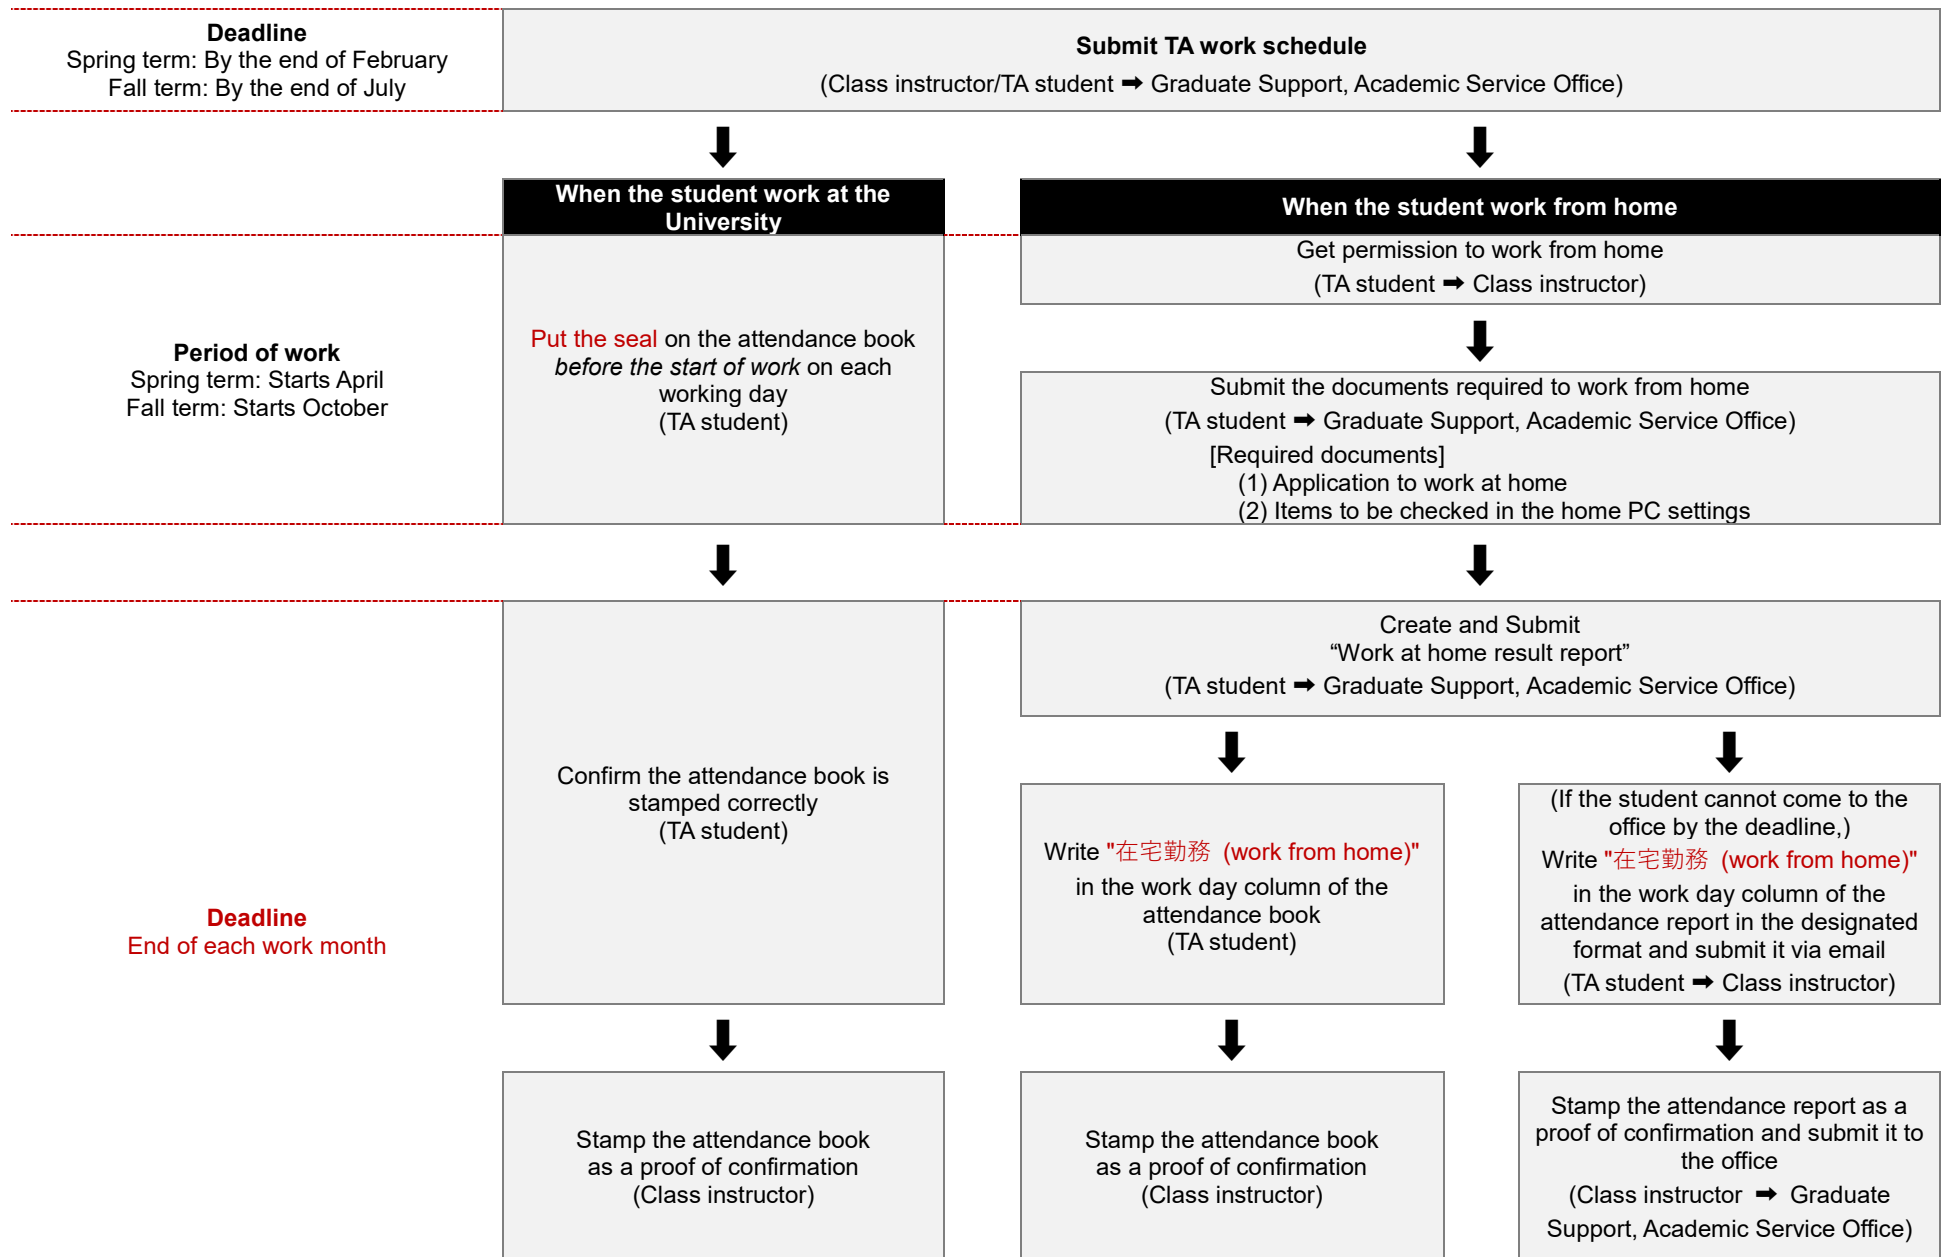 Deadline
Spring term: By the end of February
Fall term: By the end of July
Submit TA work schedule
(Class instructor/TA student ➡ Graduate Support, Academic Service Office)
When the student work at the
University
When the student work from home
Period of work
Spring term: Starts April
Fall term: Starts October
Put the seal on the attendance book
before the start of work on each
working day
(TA student)
Get permission to work from home
(TA student ➡ Class instructor)
Submit the documents required to work from home
(TA student ➡ Graduate Support, Academic Service Office)
[Required documents]
(1) Application to work at home
(2) Items to be checked in the home PC settings
Deadline
End of each work month
Confirm the attendance book is
stamped correctly
(TA student)
Create and Submit
“Work at home result report”
(TA student ➡ Graduate Support, Academic Service Office)
Write "在宅勤務 (work from home)"
in the work day column of the
attendance book
(TA student)
(If the student cannot come to the
office by the deadline,)
Write "在宅勤務 (work from home)"
in the work day column of the
attendance report in the designated
format and submit it via email
(TA student ➡ Class instructor)
Stamp the attendance book
as a proof of confirmation
(Class instructor)
Stamp the attendance book
as a proof of confirmation
(Class instructor)
Stamp the attendance report as a
proof of confirmation and submit it to
the office
(Class instructor ➡ Graduate
Support, Academic Service Office)